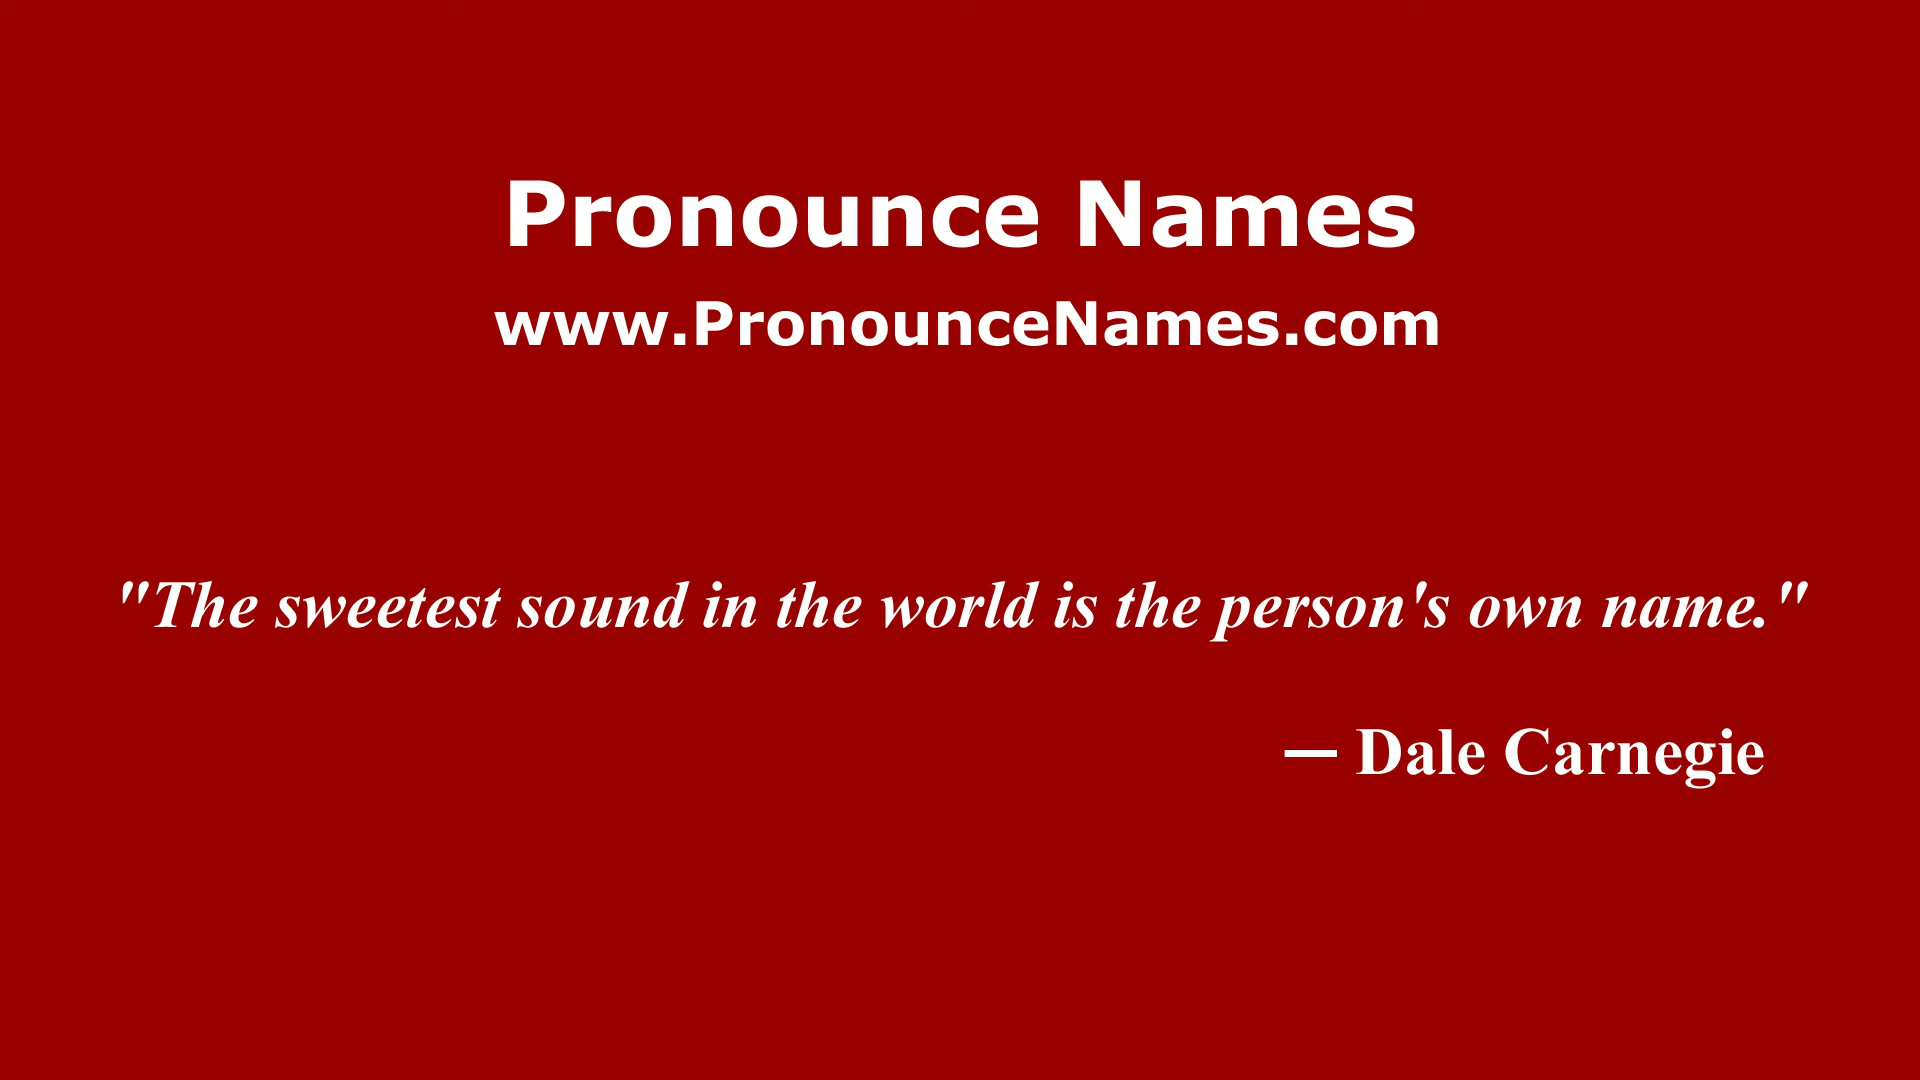 Pronounce Names
www.PronounceNames.com
"The sweetest sound in the world is the person's own name."
— Dale Carnegie